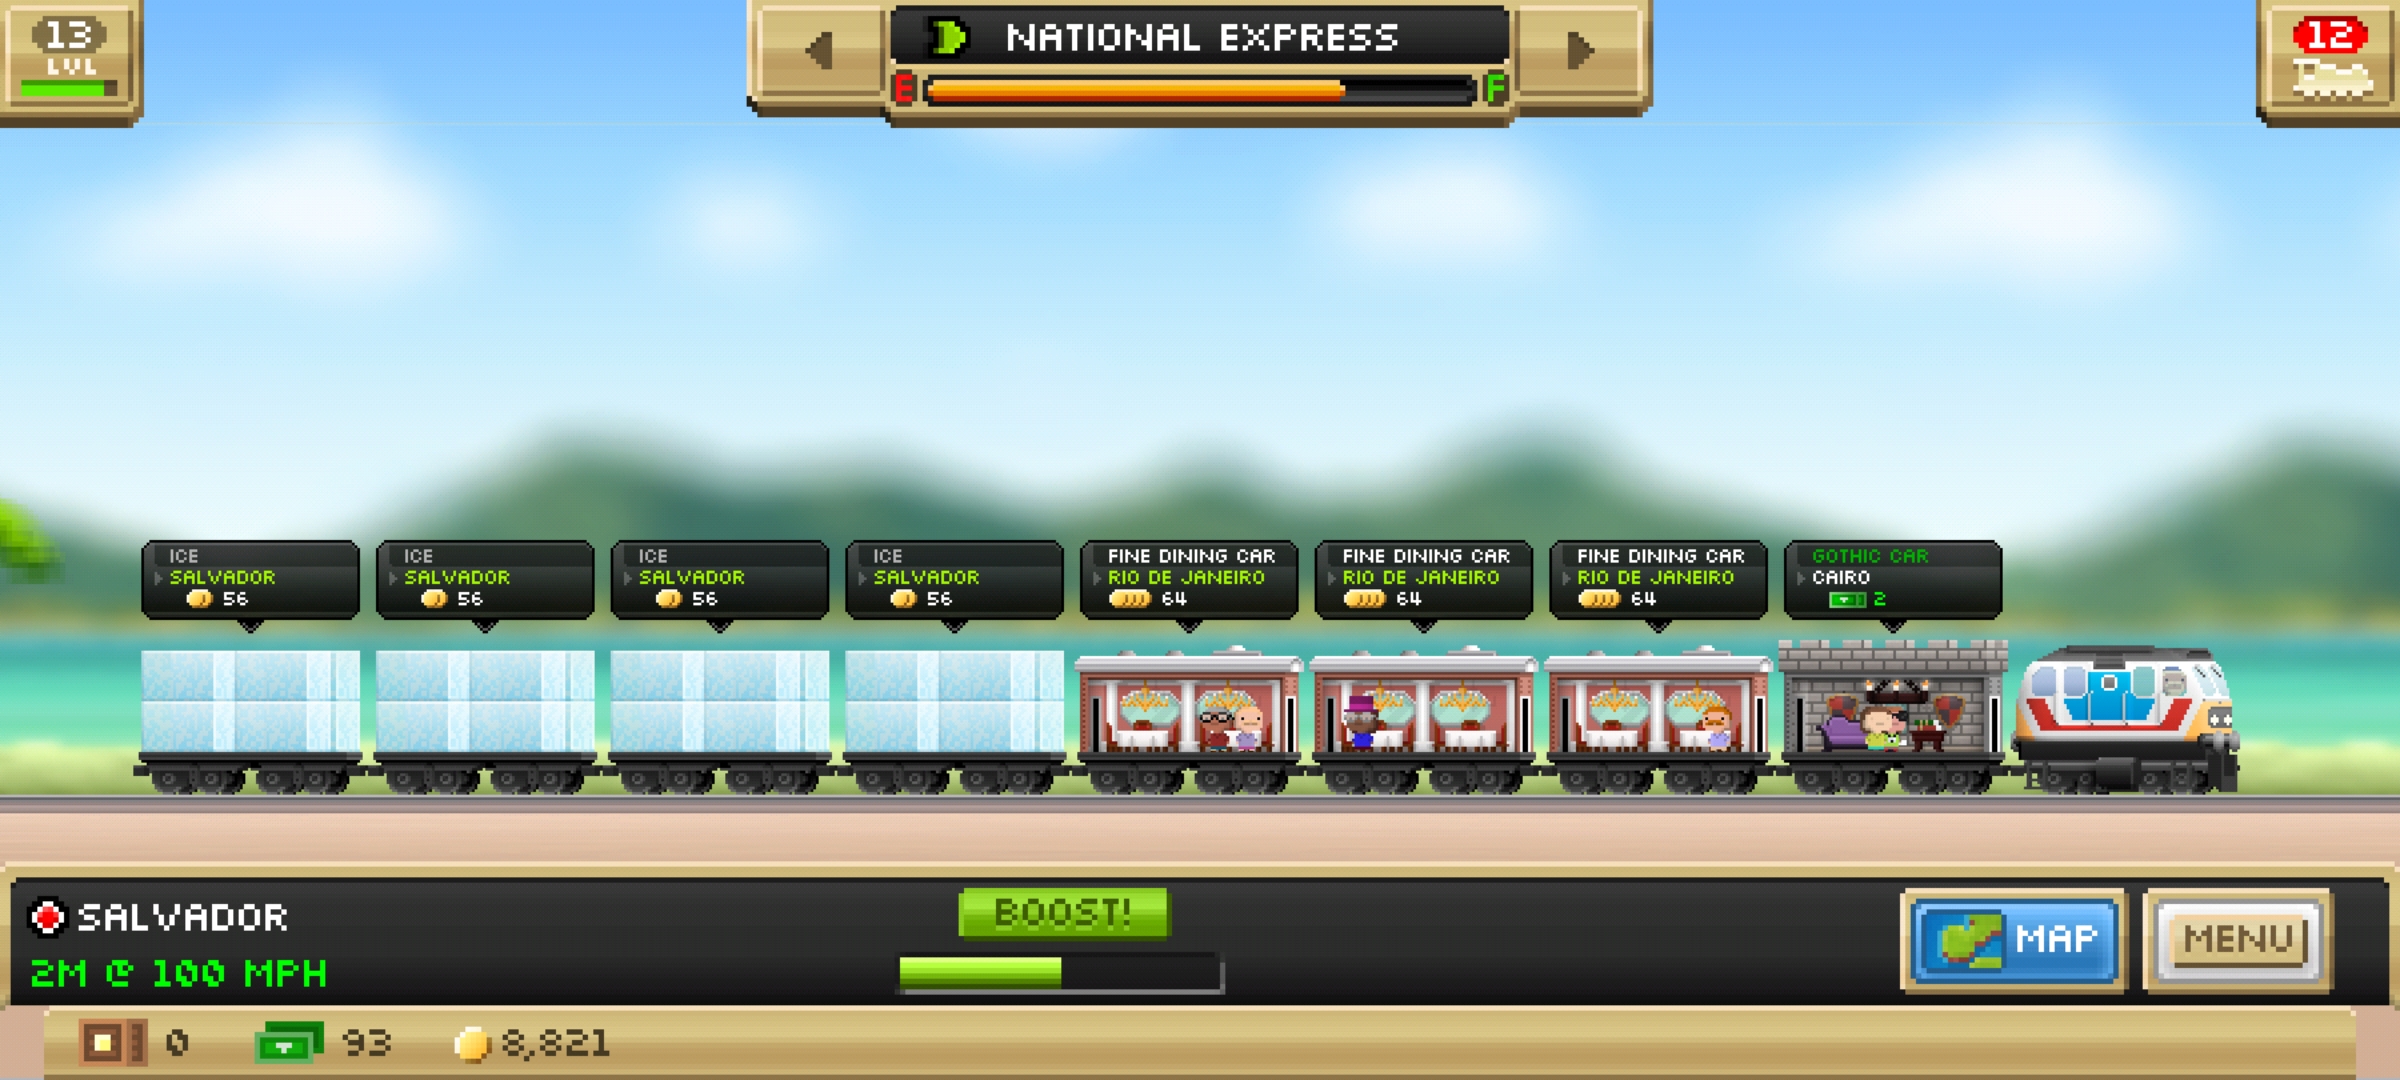 13
LVL
NATIONAL EXPRESS
E F
12
ICE
SALVADOR
56
ICE
SALVADOR
56
ICE
SALVADOR
56
ICE
SALVADOR
56
FINE DINING CAR
RIO DE JANEIRO
64
FINE DINING CAR
RIO DE JANEIRO
64
FINE DINING CAR
RIO DE JANEIRO
64
GOTHIC CAR
CAIRO
2
SALVADOR
2M @ 100 MPH
BOOST!
MAP
MENU
0 93 8,821